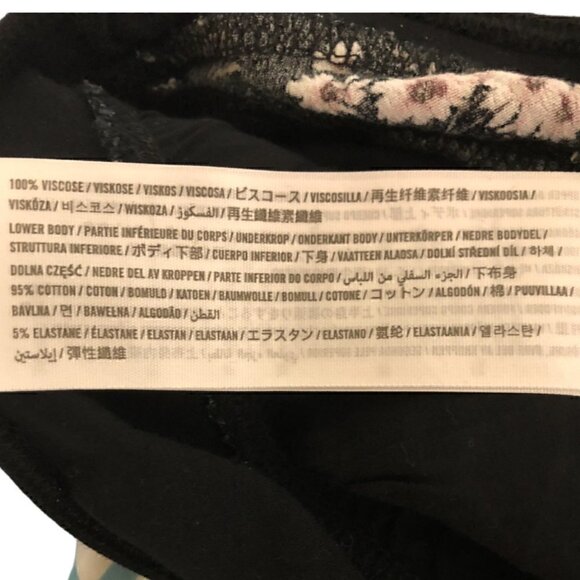 100% VISCOSE / VISKOSE / VISKOS / VISCOSA / ビスコース / VISCOSILLA / 再生纤维素纤维 / VISKOOSIA /
VISKÓZA / 비스코스 / WISKOZA / الفسكوز / 再生纖維素纖維
LOWER BODY / PARTIE INFÉRIEURE DU CORPS / UNDERKROP / ONDERKANT BODY / UNTERKÖRPER / NEDRE BODYDEL /
STRUTTURA INFERIORE / ボディ下部 / CUERPO INFERIOR / 下身 / VAATTEEN ALAOSA / DOLNÍ STŘEDNÍ DÍL / 하체 /
DOLNA CZĘŚĆ / NEDRE DEL AV KROPPEN / PARTE INFERIOR DO CORPO / الجزء السفلي من اللباس / 下布身
95% COTTON / COTON / BOMULD / KATOEN / BAUMWOLLE / BOMULL / COTONE / コットン / ALGODÓN / 棉 / PUUVILLAA /
BAVLNA / 면 / BAWEŁNA / ALGODÃO / القطن
5% ELASTANE / ÉLASTANE / ELASTAN / ELASTAAN / エラスタン / ELASTANO / 氨纶 / ELASTAANIA / 엘라스탄 /
إيلاستين / 彈性纖維